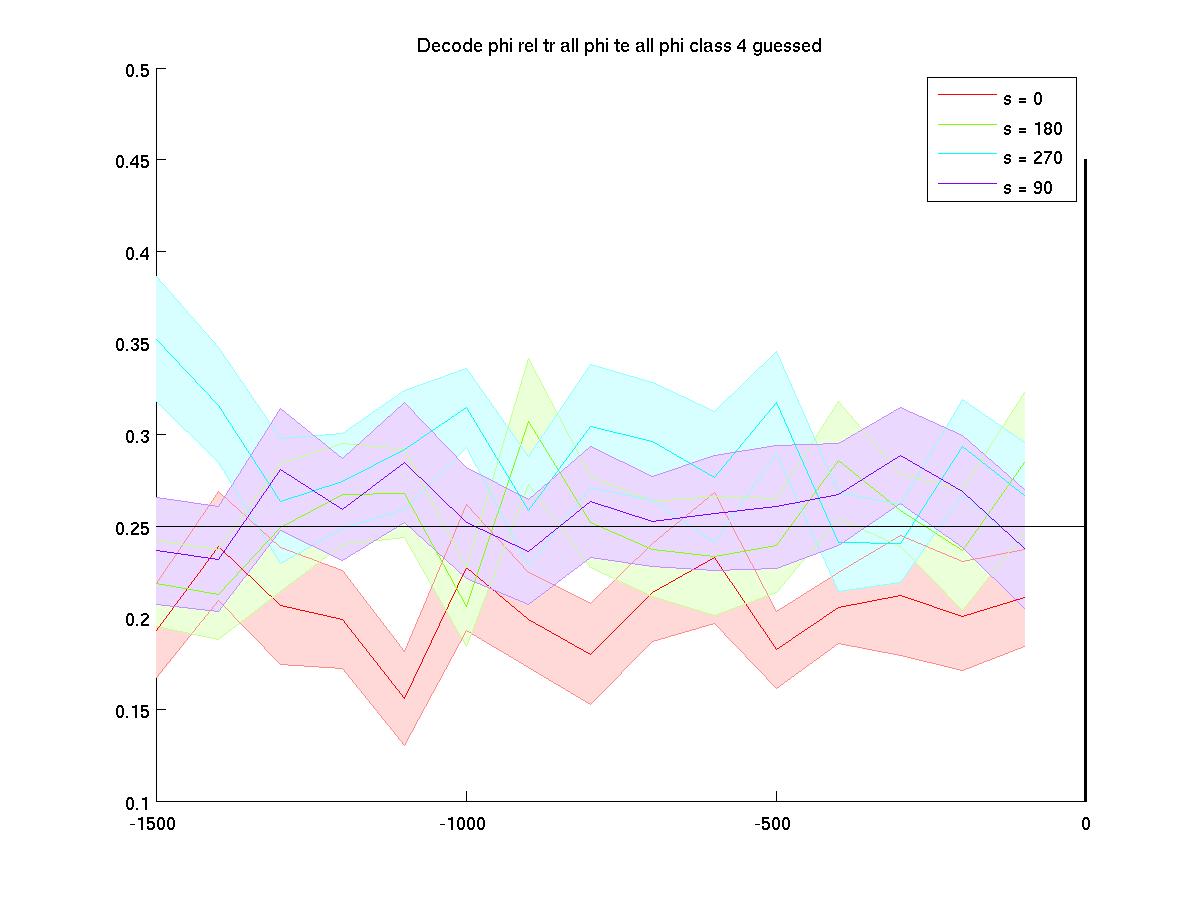 Decode phi rel tr all phi te all phi class 4 guessed
s = 0
s = 180
s = 270
s = 90
0.5
0.45
0.4
0.35
0.3
0.25
0.2
0.15
0.1
-1500
-1000
-500
0